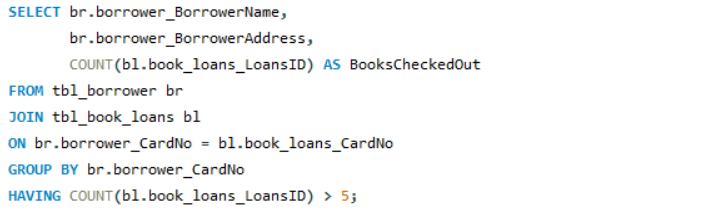 SELECT br.borrower_BorrowerName,
       br.borrower_BorrowerAddress,
       COUNT(bl.book_loans_LoansID) AS BooksCheckedOut
FROM tbl_borrower br
JOIN tbl_book_loans bl
ON br.borrower_CardNo = bl.book_loans_CardNo
GROUP BY br.borrower_CardNo
HAVING COUNT(bl.book_loans_LoansID) > 5;